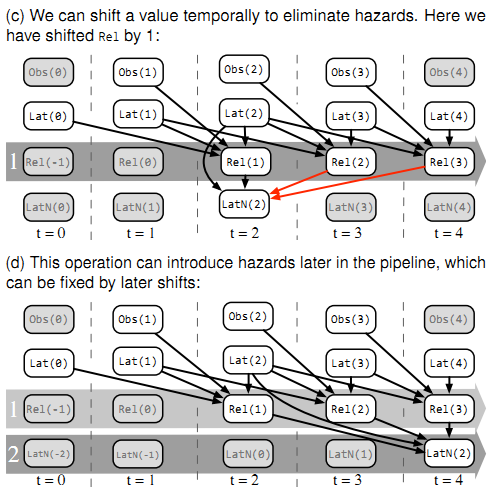 (c) We can shift a value temporally to eliminate hazards. Here we
have shifted Rel by 1:
Obs(0) Obs(1) Obs(2) Obs(3) Obs(4)
Lat(0) Lat(1) Lat(2) Lat(3) Lat(4)
1 Rel(-1) Rel(0) Rel(1) Rel(2) Rel(3)
LatN(0) LatN(1) LatN(2) LatN(3) LatN(4)
t = 0 t = 1 t = 2 t = 3 t = 4
(d) This operation can introduce hazards later in the pipeline, which
can be fixed by later shifts:
Obs(0) Obs(1) Obs(2) Obs(3) Obs(4)
Lat(0) Lat(1) Lat(2) Lat(3) Lat(4)
1 Rel(-1) Rel(0) Rel(1) Rel(2) Rel(3)
2 LatN(-2) LatN(-1) LatN(0) LatN(1) LatN(2)
t = 0 t = 1 t = 2 t = 3 t = 4